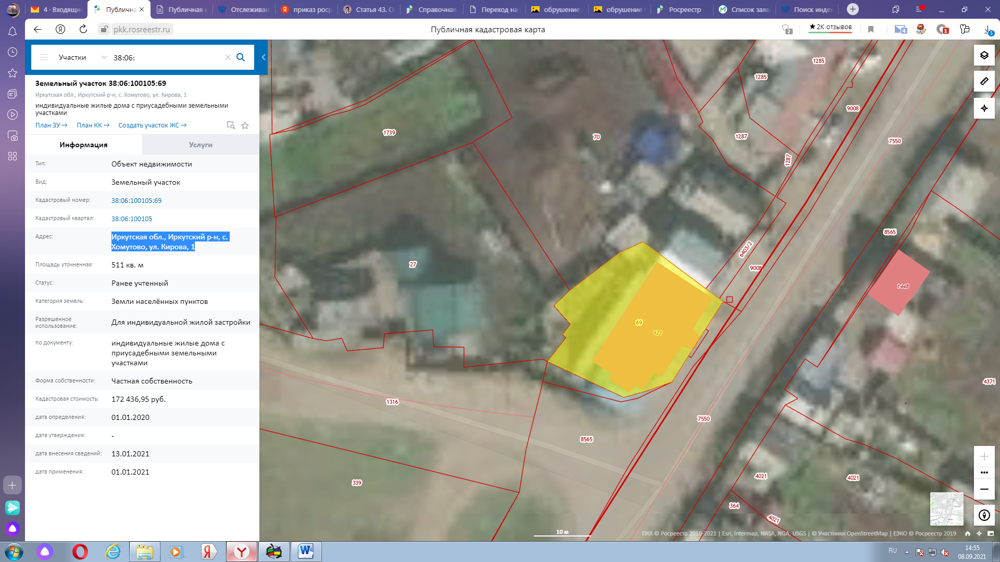 4 · Входящие
Публична
Публичная к
Отслеживан
приказ рос
Статья 43. О
Справочная
Переход на
обрушение
обрушение
Росреестр
Список заяв
Поиск индек
pkk.rosreestr.ru
Публичная кадастровая карта
2
★ 2K отзывов
4
1
5
Участки
38:06:
Земельный участок 38:06:100105:69
Иркутская обл., Иркутский р-н, с. Хомутово, ул. Кирова, 1
индивидуальные жилые дома с приусадебными земельными
участками
План ЗУ →
План КК →
Создать участок ЖС →
Информация
Услуги
Тип:
Объект недвижимости
Вид:
Земельный участок
Кадастровый номер:
38:06:100105:69
Кадастровый квартал:
38:06:100105
Адрес:
Иркутская обл., Иркутский р-н, с.
Хомутово, ул. Кирова, 1
Площадь уточненная:
511 кв. м
Статус:
Ранее учтенный
Категория земель:
Земли населённых пунктов
Разрешенное
использование:
Для индивидуальной жилой застройки
по документу:
индивидуальные жилые дома с
приусадебными земельными
участками
Форма собственности:
Частная собственность
Кадастровая стоимость:
172 436,95 руб.
дата определения:
01.01.2020
дата утверждения:
-
дата внесения сведений:
13.01.2021
дата применения:
01.01.2021
1285
1285
9008
1739
70
1287
7550
1287
8565
6403/2
27
9008
1448
69
923
4371
1316
7550
8565
4021
4021
339
364
4021
10 м
ПКК © Росреестр 2010-2021 | Esri, Intermap, NASA, NGA, USGS | © Участники OpenStreetMap | ЕЭКО © Росреестр 2019
RU
14:55
08.09.2021